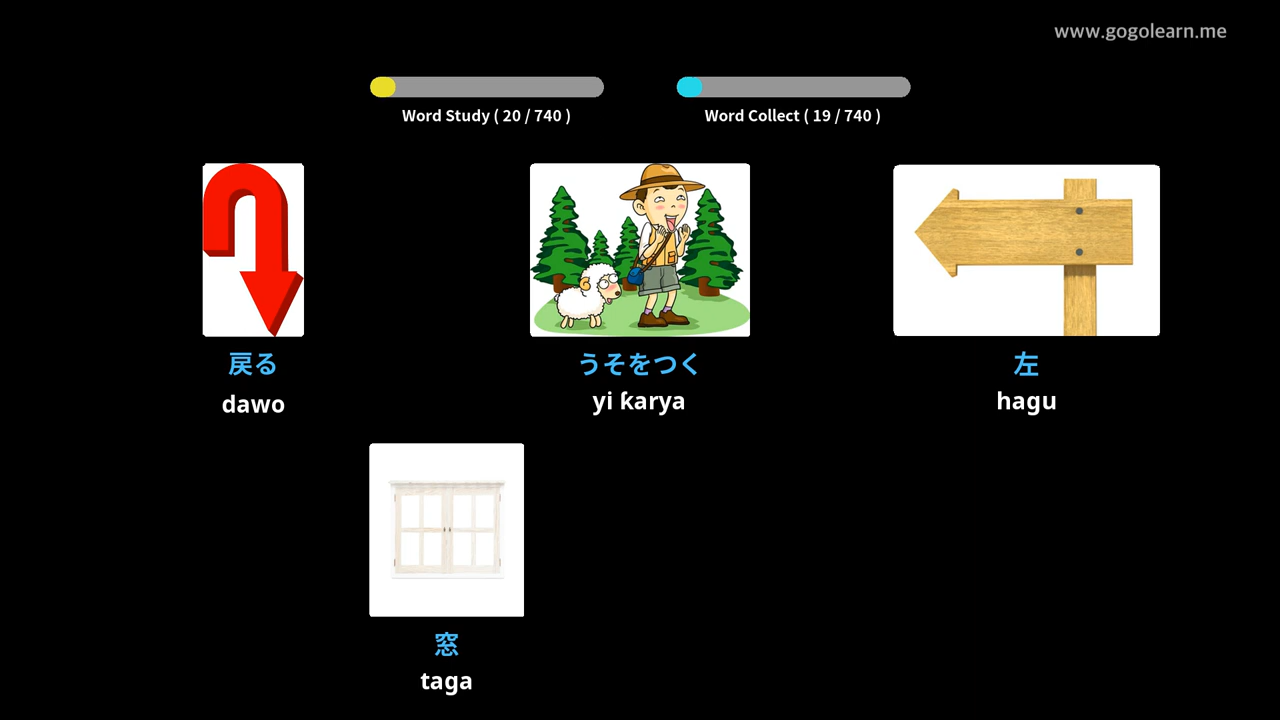 www.gogolearn.me
Word Study ( 20 / 740 )
Word Collect ( 19 / 740 )
戻る
dawo
うそをつく
yi ƙarya
左
hagu
窓
taga